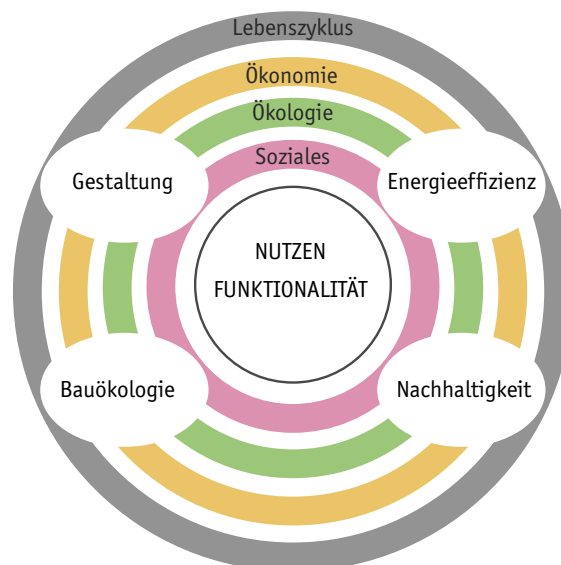 Lebenszyklus
Ökonomie
Ökologie
Soziales
Gestaltung
Energieeffizienz
NUTZEN
FUNKTIONALITÄT
Bauökologie
Nachhaltigkeit